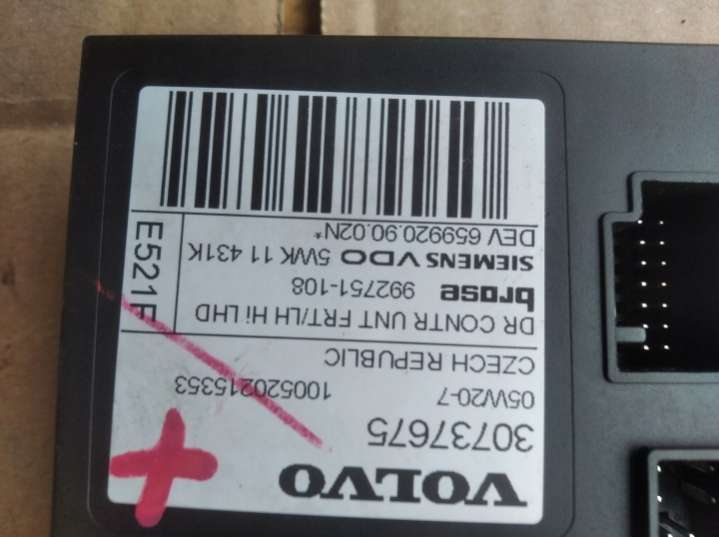 VOLVO
30737675
05W20-7 100520215353
CZECH REPUBLIC
DR CONTR UNT FRT/LH Hi LHD
brose 992751-108
SIEMENS VDO 5WK 11 431K
DEV 659920.90.02N*
E521F